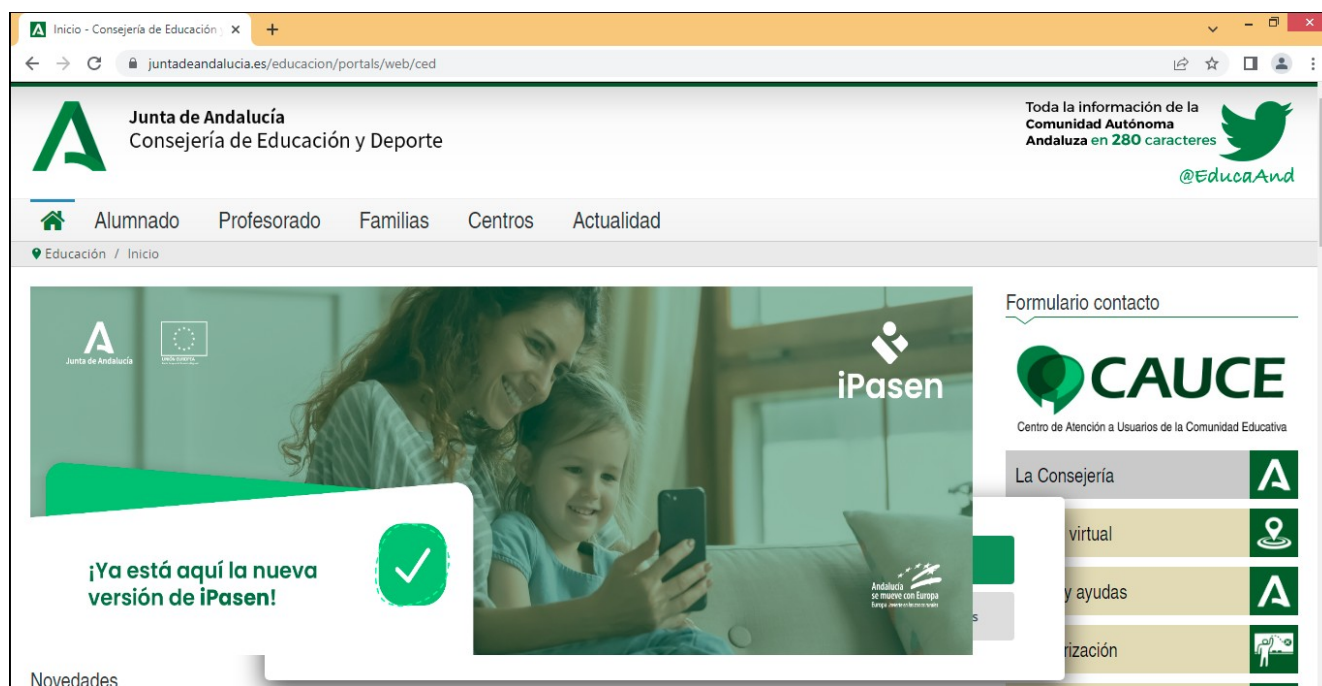 Inicio - Consejería de Educación y
juntadeandalucia.es/educacion/portals/web/ced
Junta de Andalucía
Consejería de Educación y Deporte
Toda la información de la
Comunidad Autónoma
Andaluza en 280 caracteres
@EducaAnd
Alumnado Profesorado Familias Centros Actualidad
Educación / Inicio
Junta de Andalucía
UNIÓN EUROPEA
iPasen
¡Ya está aquí la nueva
versión de iPasen!
Andalucía
se mueve con Europa
Formulario contacto
CAUCE
Centro de Atención a Usuarios de la Comunidad Educativa
La Consejería
virtual
y ayudas
s
rización
Novedades